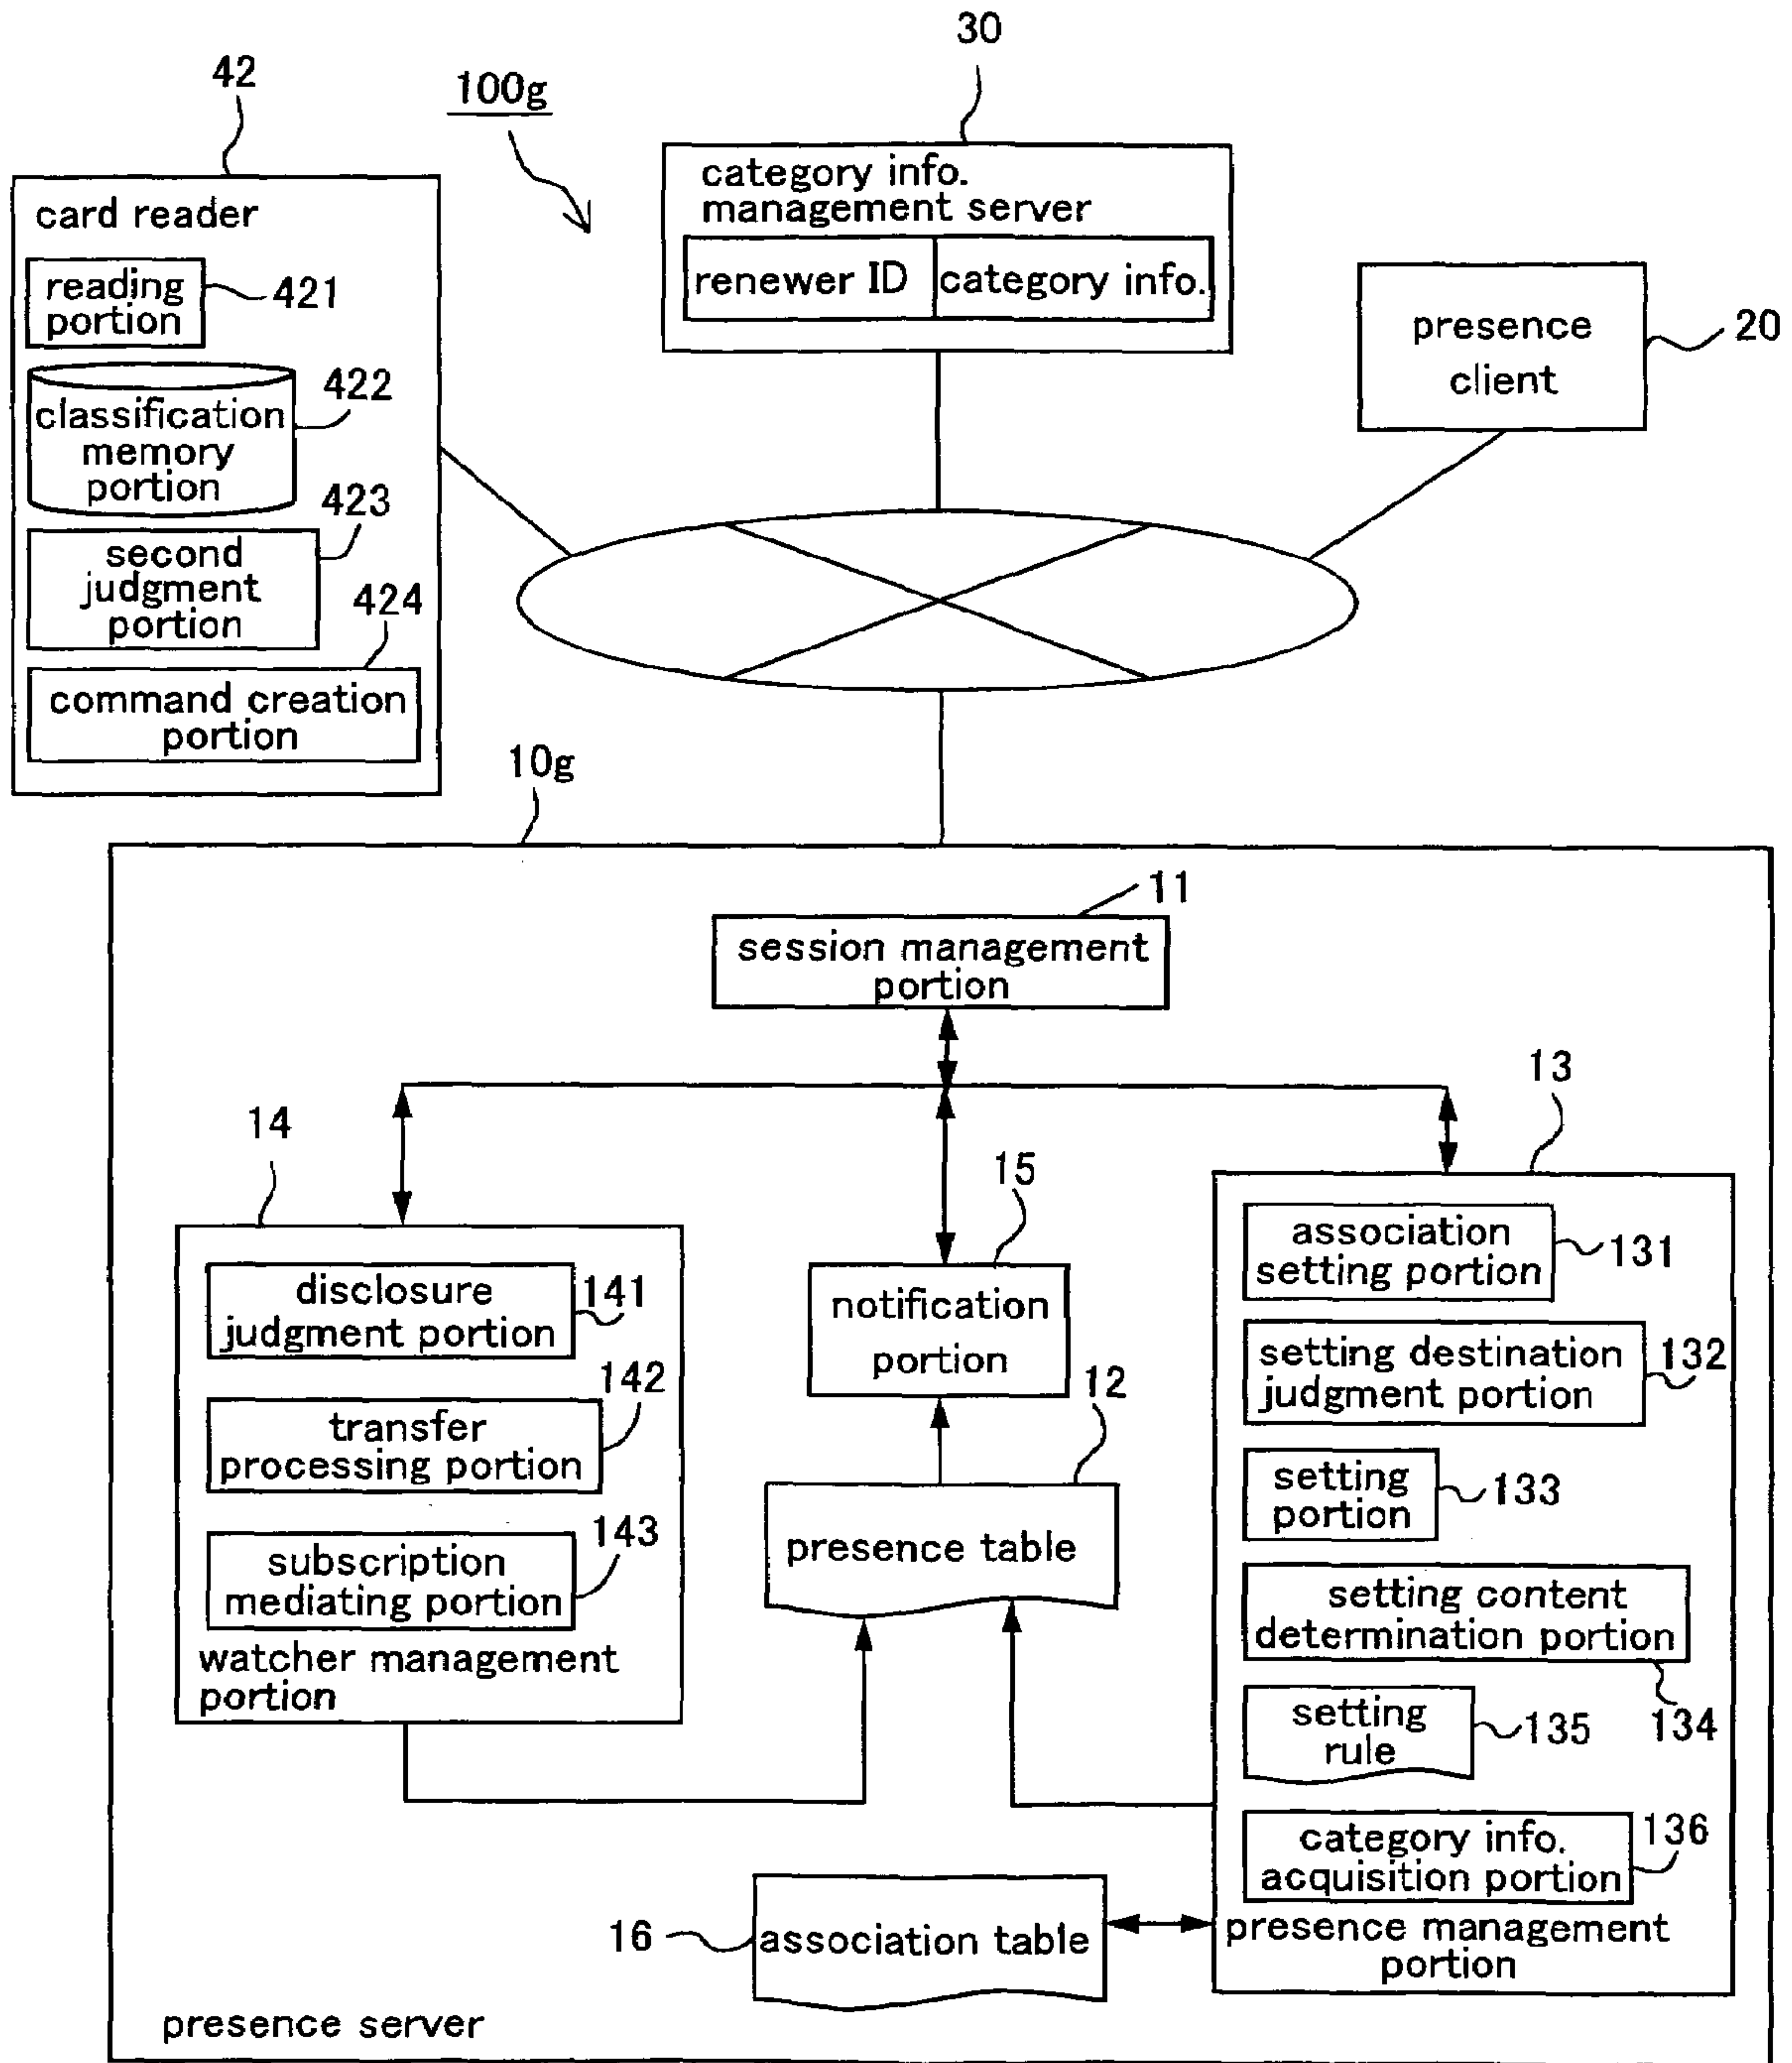 30
42
100g
category info.
management server
renewer ID
category info.
card reader
reading
portion
421
presence
client
20
classification
memory
portion
422
second
judgment
portion
423
command creation
portion
424
10g
11
session management
portion
14
13
15
disclosure
judgment portion
141
transfer
processing portion
142
subscription
mediating portion
143
watcher management
portion
notification
portion
12
presence table
association
setting portion
131
setting destination
judgment portion
132
setting
portion
133
setting content
determination portion
134
setting
rule
135
category info.
acquisition portion
136
presence management
portion
16
association table
presence server